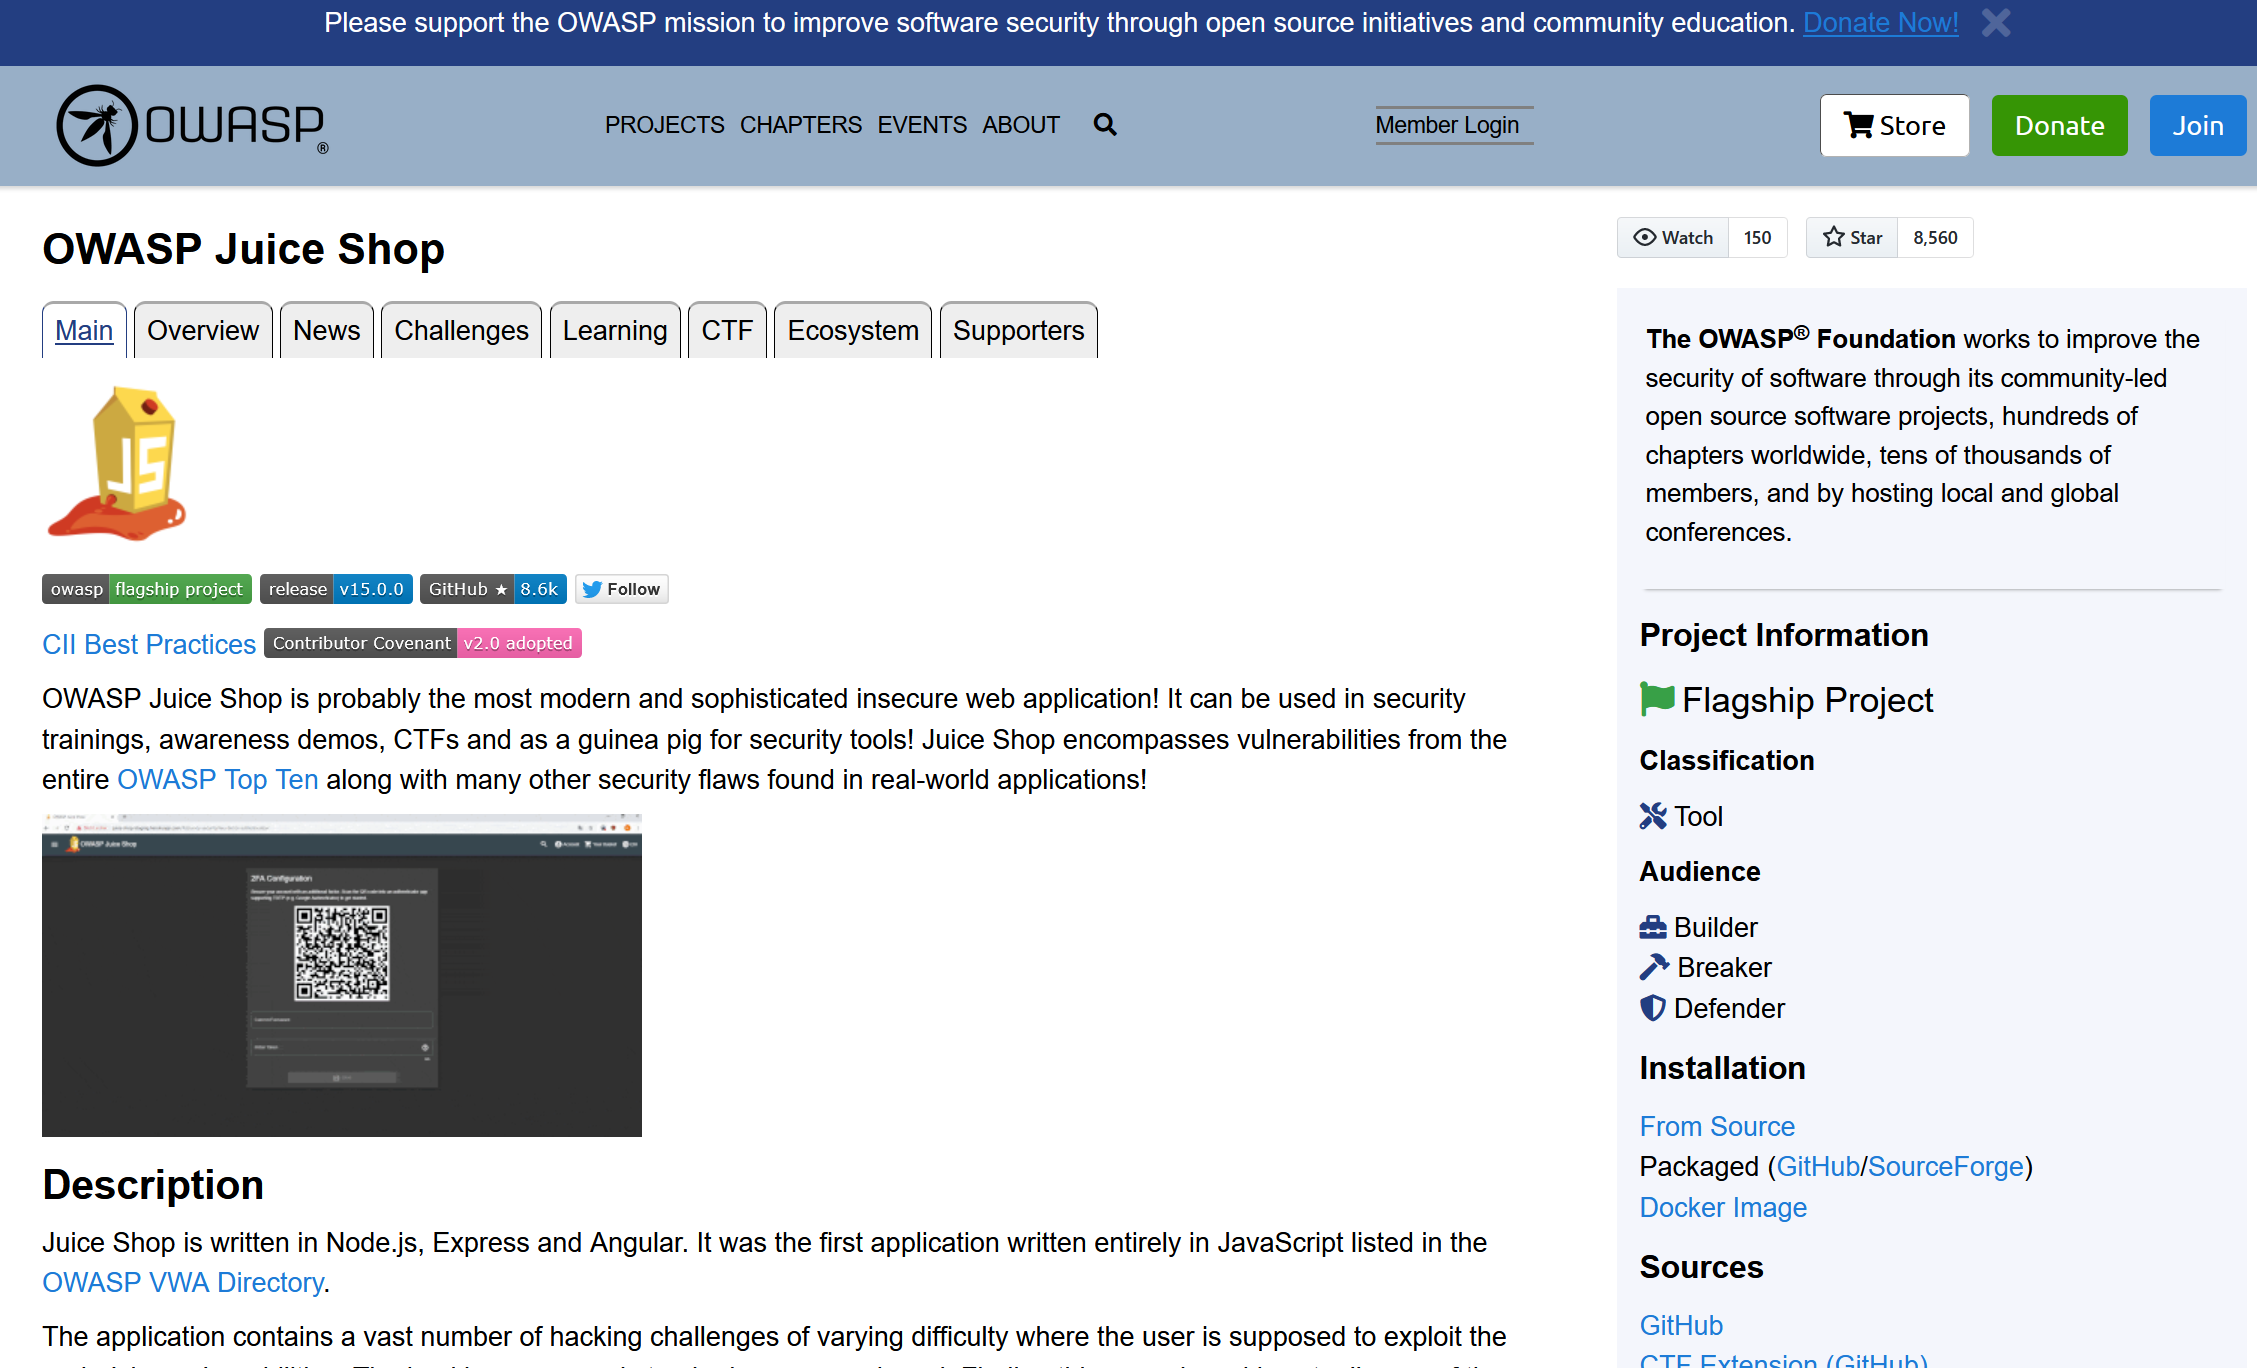 Please support the OWASP mission to improve software security through open source initiatives and community education. Donate Now!
OWASP®
PROJECTS CHAPTERS EVENTS ABOUT
Member Login
Store
Donate
Join
OWASP Juice Shop
Main Overview News Challenges Learning CTF Ecosystem Supporters
JS
owasp flagship project release v15.0.0 GitHub ★ 8.6k Follow
CII Best Practices Contributor Covenant v2.0 adopted
OWASP Juice Shop is probably the most modern and sophisticated insecure web application! It can be used in security
trainings, awareness demos, CTFs and as a guinea pig for security tools! Juice Shop encompasses vulnerabilities from the
entire OWASP Top Ten along with many other security flaws found in real-world applications!
OWASP Juice Shop
2FA Configuration
Description
Juice Shop is written in Node.js, Express and Angular. It was the first application written entirely in JavaScript listed in the
OWASP VWA Directory.
The application contains a vast number of hacking challenges of varying difficulty where the user is supposed to exploit the
Watch 150 Star 8,560
The OWASP® Foundation works to improve the
security of software through its community-led
open source software projects, hundreds of
chapters worldwide, tens of thousands of
members, and by hosting local and global
conferences.
Project Information
Flagship Project
Classification
Tool
Audience
Builder
Breaker
Defender
Installation
From Source
Packaged (GitHub/SourceForge)
Docker Image
Sources
GitHub
CTF Extension (GitHub)